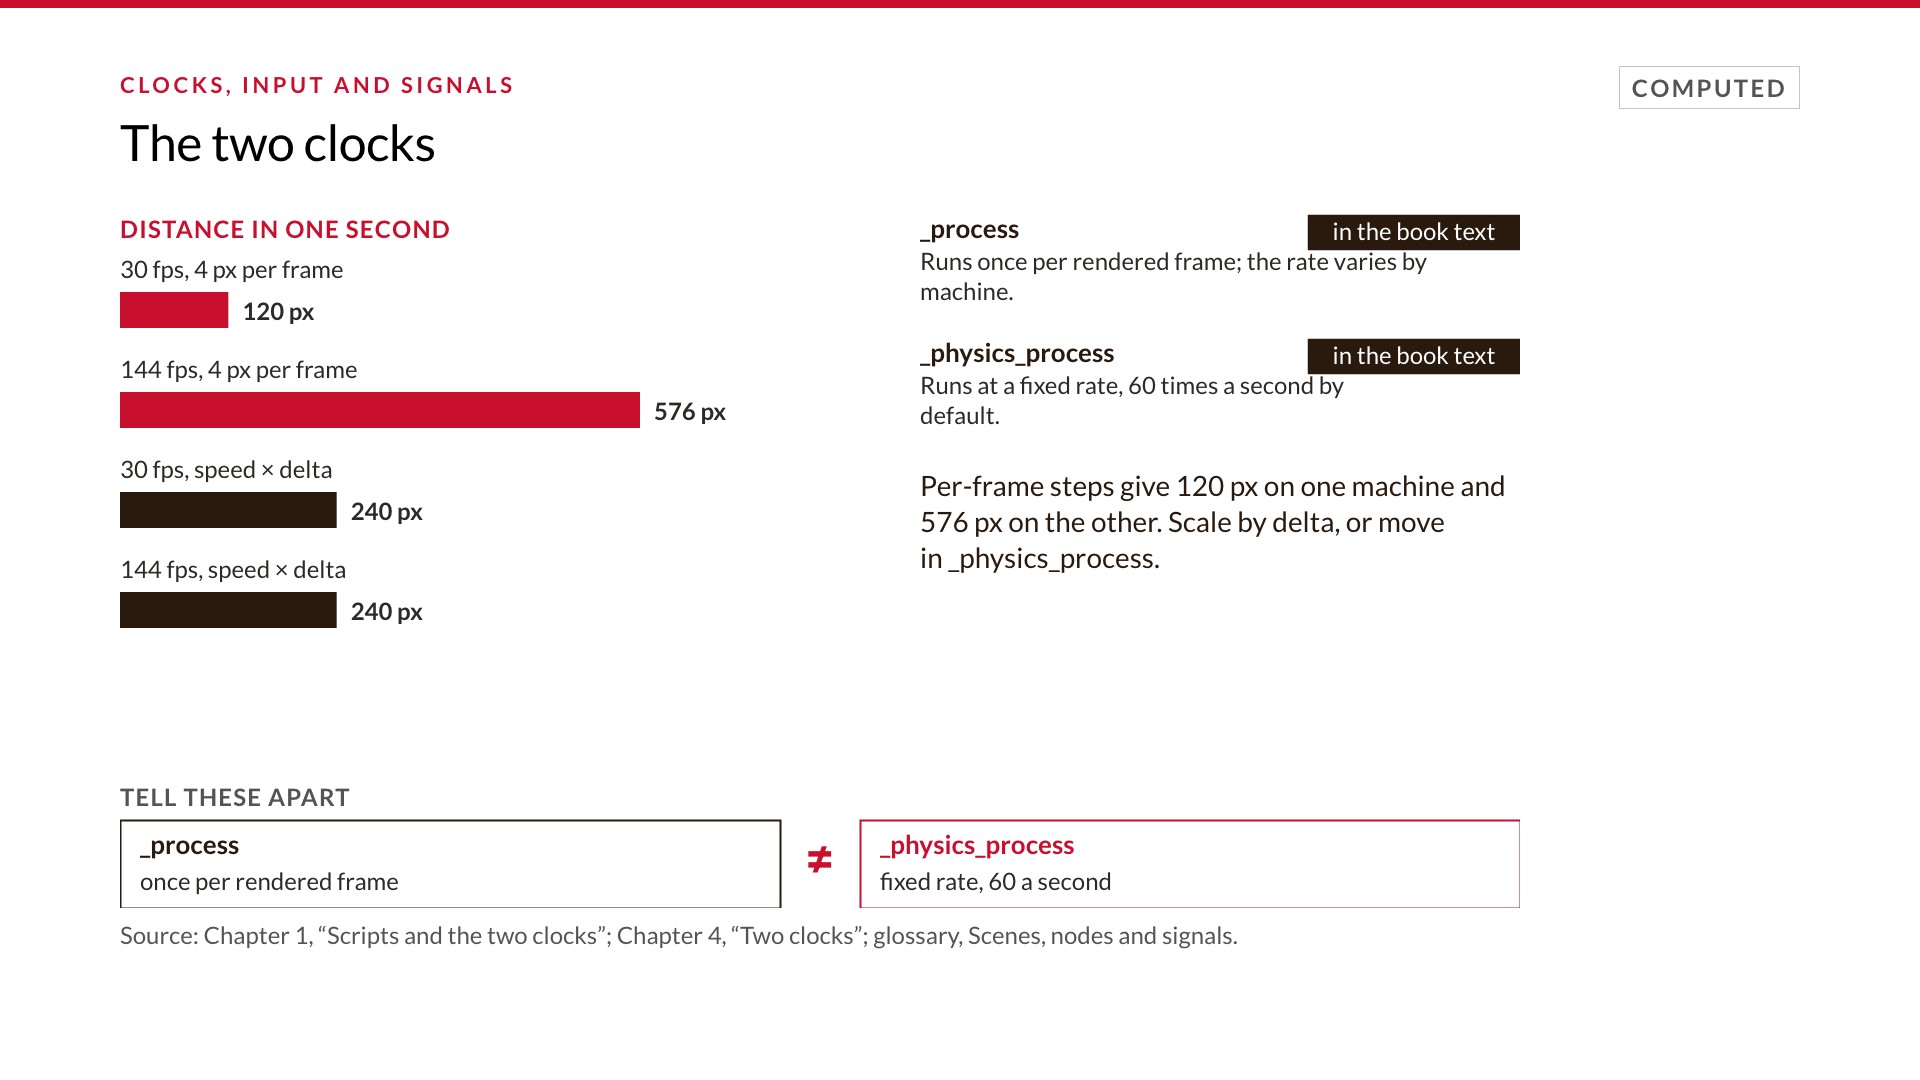 CLOCKS, INPUT AND SIGNALS
COMPUTED
The two clocks
DISTANCE IN ONE SECOND
30 fps, 4 px per frame
120 px
144 fps, 4 px per frame
576 px
30 fps, speed × delta
240 px
144 fps, speed × delta
240 px
_process
in the book text
Runs once per rendered frame; the rate varies by
machine.
_physics_process
in the book text
Runs at a fixed rate, 60 times a second by
default.
Per-frame steps give 120 px on one machine and
576 px on the other. Scale by delta, or move
in _physics_process.
TELL THESE APART
_process
once per rendered frame
≠
_physics_process
fixed rate, 60 a second
Source: Chapter 1, “Scripts and the two clocks”; Chapter 4, “Two clocks”; glossary, Scenes, nodes and signals.